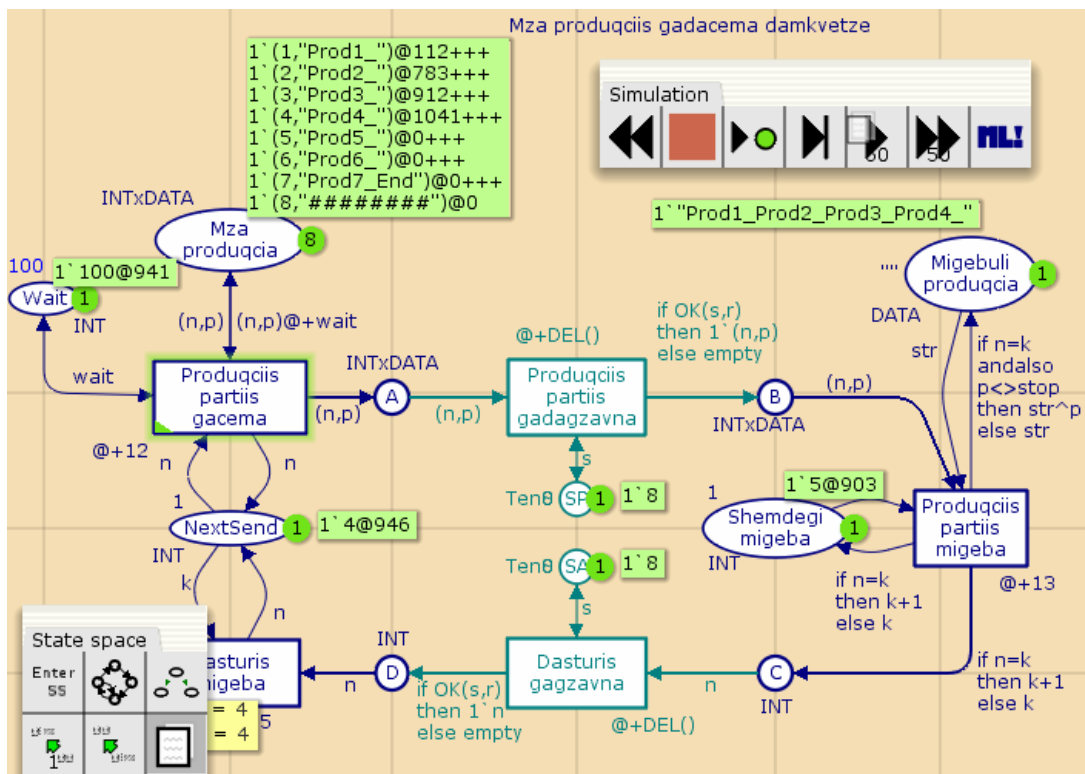 Mza produqciis gadacema damkvetze
1`(1,"Prod1_")@112+++
1`(2,"Prod2_")@783+++
1`(3,"Prod3_")@912+++
1`(4,"Prod4_")@1041+++
1`(5,"Prod5_")@0+++
1`(6,"Prod6_")@0+++
1`(7,"Prod7_End")@0+++
1`(8,"########")@0
Simulation
50
ML!
INTxDATA
Mza
produqcia
8
1`"Prod1_Prod2_Prod3_Prod4_"
100
1`100@941
Wait
1
INT
""
Migebuli
produqcia
1
DATA
(n,p)
(n,p)@+wait
if OK(s,r)
then 1`(n,p)
else empty
@+DEL()
str
if n=k
andalso
p<>stop
then str^p
else str
wait
Produqciis
partiis
gacema
INTxDATA
A
(n,p)
(n,p)
Produqciis
partiis
gadagzavna
B
INTxDATA
(n,p)
@+12
n
n
s
1
NextSend
1
1`4@946
INT
Ten0
SP
1
1`8
1
1`5@903
Shemdegi
migeba
1
INT
Produqciis
partiis
migeba
@+13
Ten0
SA
1
1`8
k
n
s
if n=k
then k+1
else k
State space
Enter
SS
Dasturis
migeba
= 4
= 4
5
n
INT
D
if OK(s,r)
then 1`n
else empty
Dasturis
gagzavna
@+DEL()
n
C
INT
if n=k
then k+1
else k